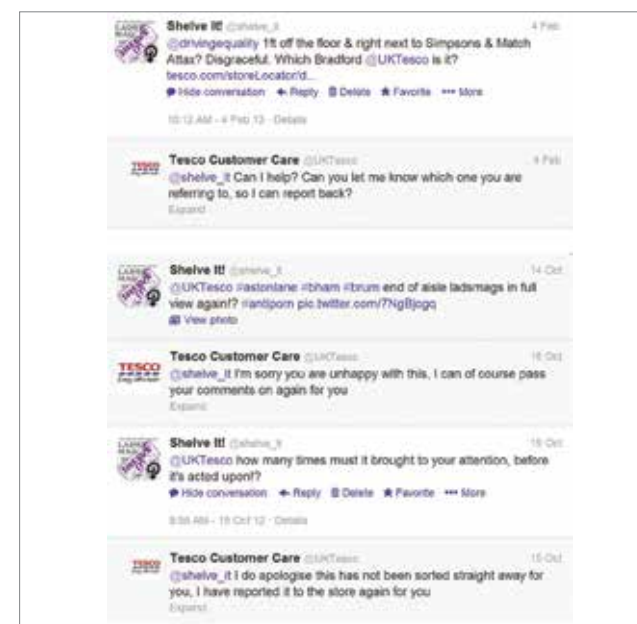 Shelve It! @shelve_it 4 Feb
@drivingequality 1ft off the floor & right next to Simpsons & Match
Attax? Disgraceful. Which Bradford @UKTesco is it?
tesco.com/storeLocator/d...
Hide conversation Reply Delete Favorite More
10:12 AM - 4 Feb 13 · Details
TESCO
Tesco Customer Care @UKTesco 4 Feb
@shelve_it Can I help? Can you let me know which one you are
referring to, so I can report back?
Expand
Shelve It! @shelve_it 14 Oct
@UKTesco #astonlane #bham #brum end of aisle ladsmags in full
view again!? #antiporn pic.twitter.com/7NgBjogq
View photo
TESCO
Tesco Customer Care @UKTesco Oct
@shelve_it I'm sorry you are unhappy with this, I can of course pass
your comments on again for you
Expand
Shelve It! @shelve_it Oct
@UKTesco how many times must it brought to your attention, before
it's acted upon!?
Hide conversation Reply Delete Favorite More
Oct 12 · Details
TESCO
Tesco Customer Care @UKTesco 15 Oct
@shelve_it I do apologise this has not been sorted straight away for
you, I have reported it to the store again for you
Expand